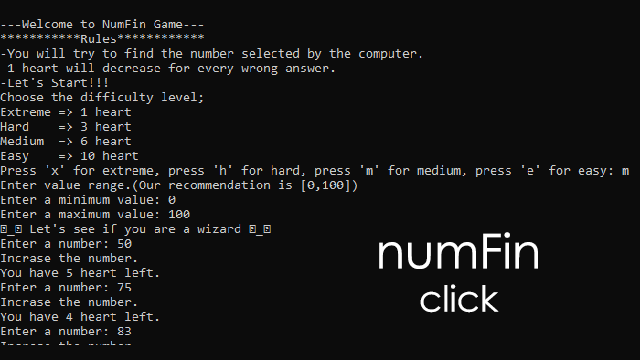 ---Welcome to NumFin Game---
***********Rules************
-You will try to find the number selected by the computer.
 1 heart will decrease for every wrong answer.
-Let's Start!!!
Choose the difficulty level;
Extreme => 1 heart
Hard    => 3 heart
Medium  => 6 heart
Easy    => 10 heart
Press 'x' for extreme, press 'h' for hard, press 'm' for medium, press 'e' for easy: m
Enter value range.(Our recommendation is [0,100])
Enter a minimum value: 0
Enter a maximum value: 100
⍰_⍰ Let's see if you are a wizard ⍰_⍰
Enter a number: 50
Incrase the number.
You have 5 heart left.
Enter a number: 75
Incrase the number.
You have 4 heart left.
Enter a number: 83
Incrase the number
numFin
click